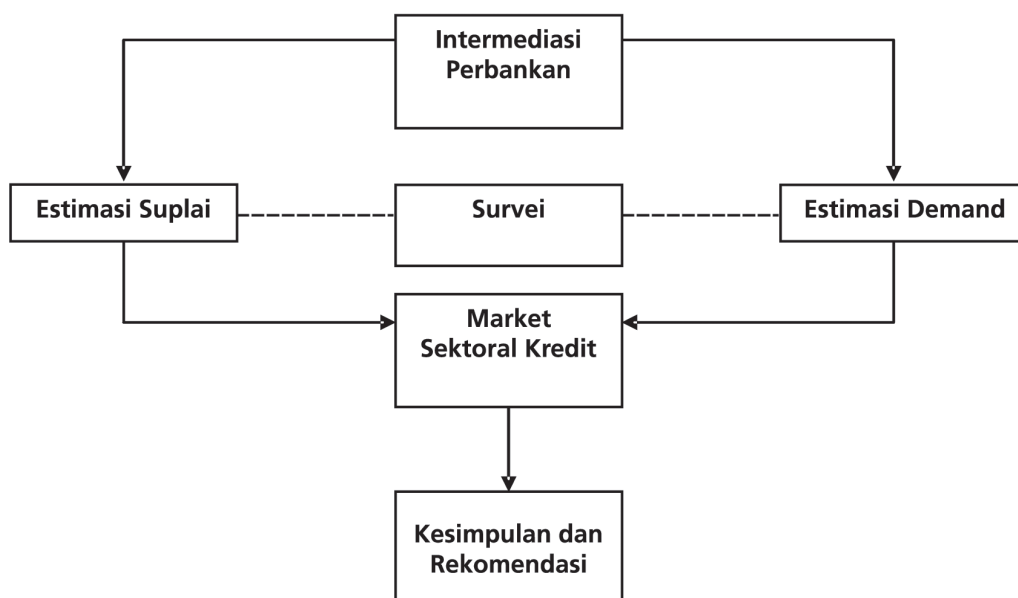 Intermediasi
Perbankan
Estimasi Suplai
Survei
Estimasi Demand
Market
Sektoral Kredit
Kesimpulan dan
Rekomendasi